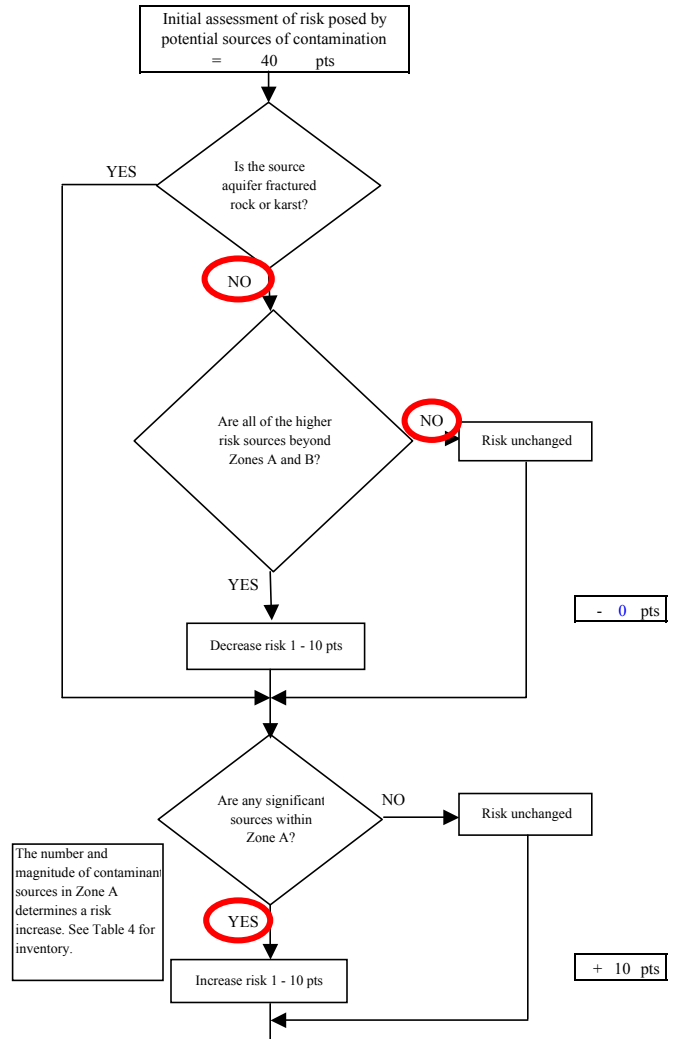 Initial assessment of risk posed by
potential sources of contamination
= 40 pts
YES
Is the source
aquifer fractured
rock or karst?
NO
Are all of the higher
risk sources beyond
Zones A and B?
NO
Risk unchanged
YES
- 0 pts
Decrease risk 1 - 10 pts
Are any significant
sources within
Zone A?
NO
Risk unchanged
The number and
magnitude of contaminant
sources in Zone A
determines a risk
increase. See Table 4 for
inventory.
YES
+ 10 pts
Increase risk 1 - 10 pts